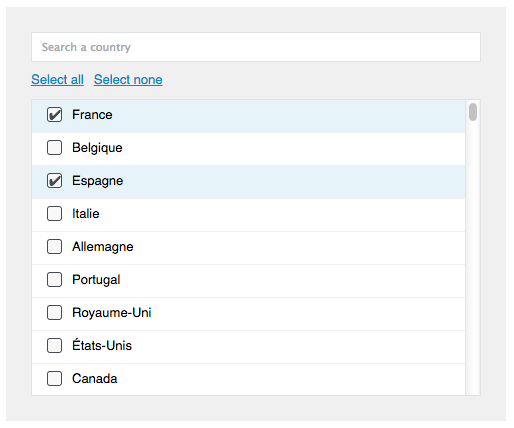 Search a country
Select all Select none
France
Belgique
Espagne
Italie
Allemagne
Portugal
Royaume-Uni
États-Unis
Canada